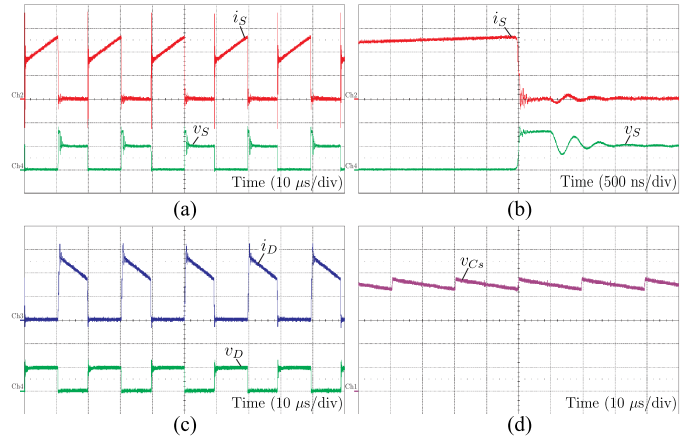 i_S
Ch2
v_S
Ch4
Time (10 μs/div)
(a)
i_S
Ch2
v_S
Ch4
Time (500 ns/div)
(b)
i_D
Ch3
v_D
Ch1
Time (10 μs/div)
(c)
v_Cs
Ch1
Time (10 μs/div)
(d)